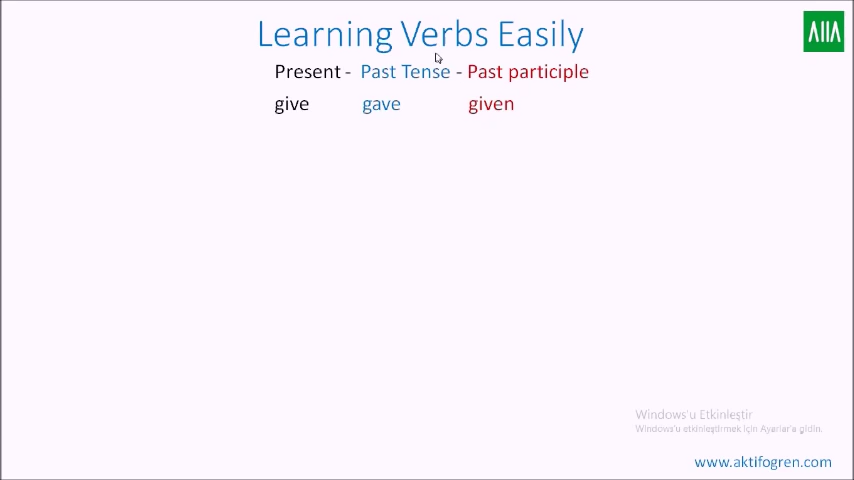 Learning Verbs Easily
Present - Past Tense - Past participle
give gave given
Windows'u Etkinleştir
Windows'u etkinleştirmek için Ayarlar'a gidin.
www.aktifogren.com